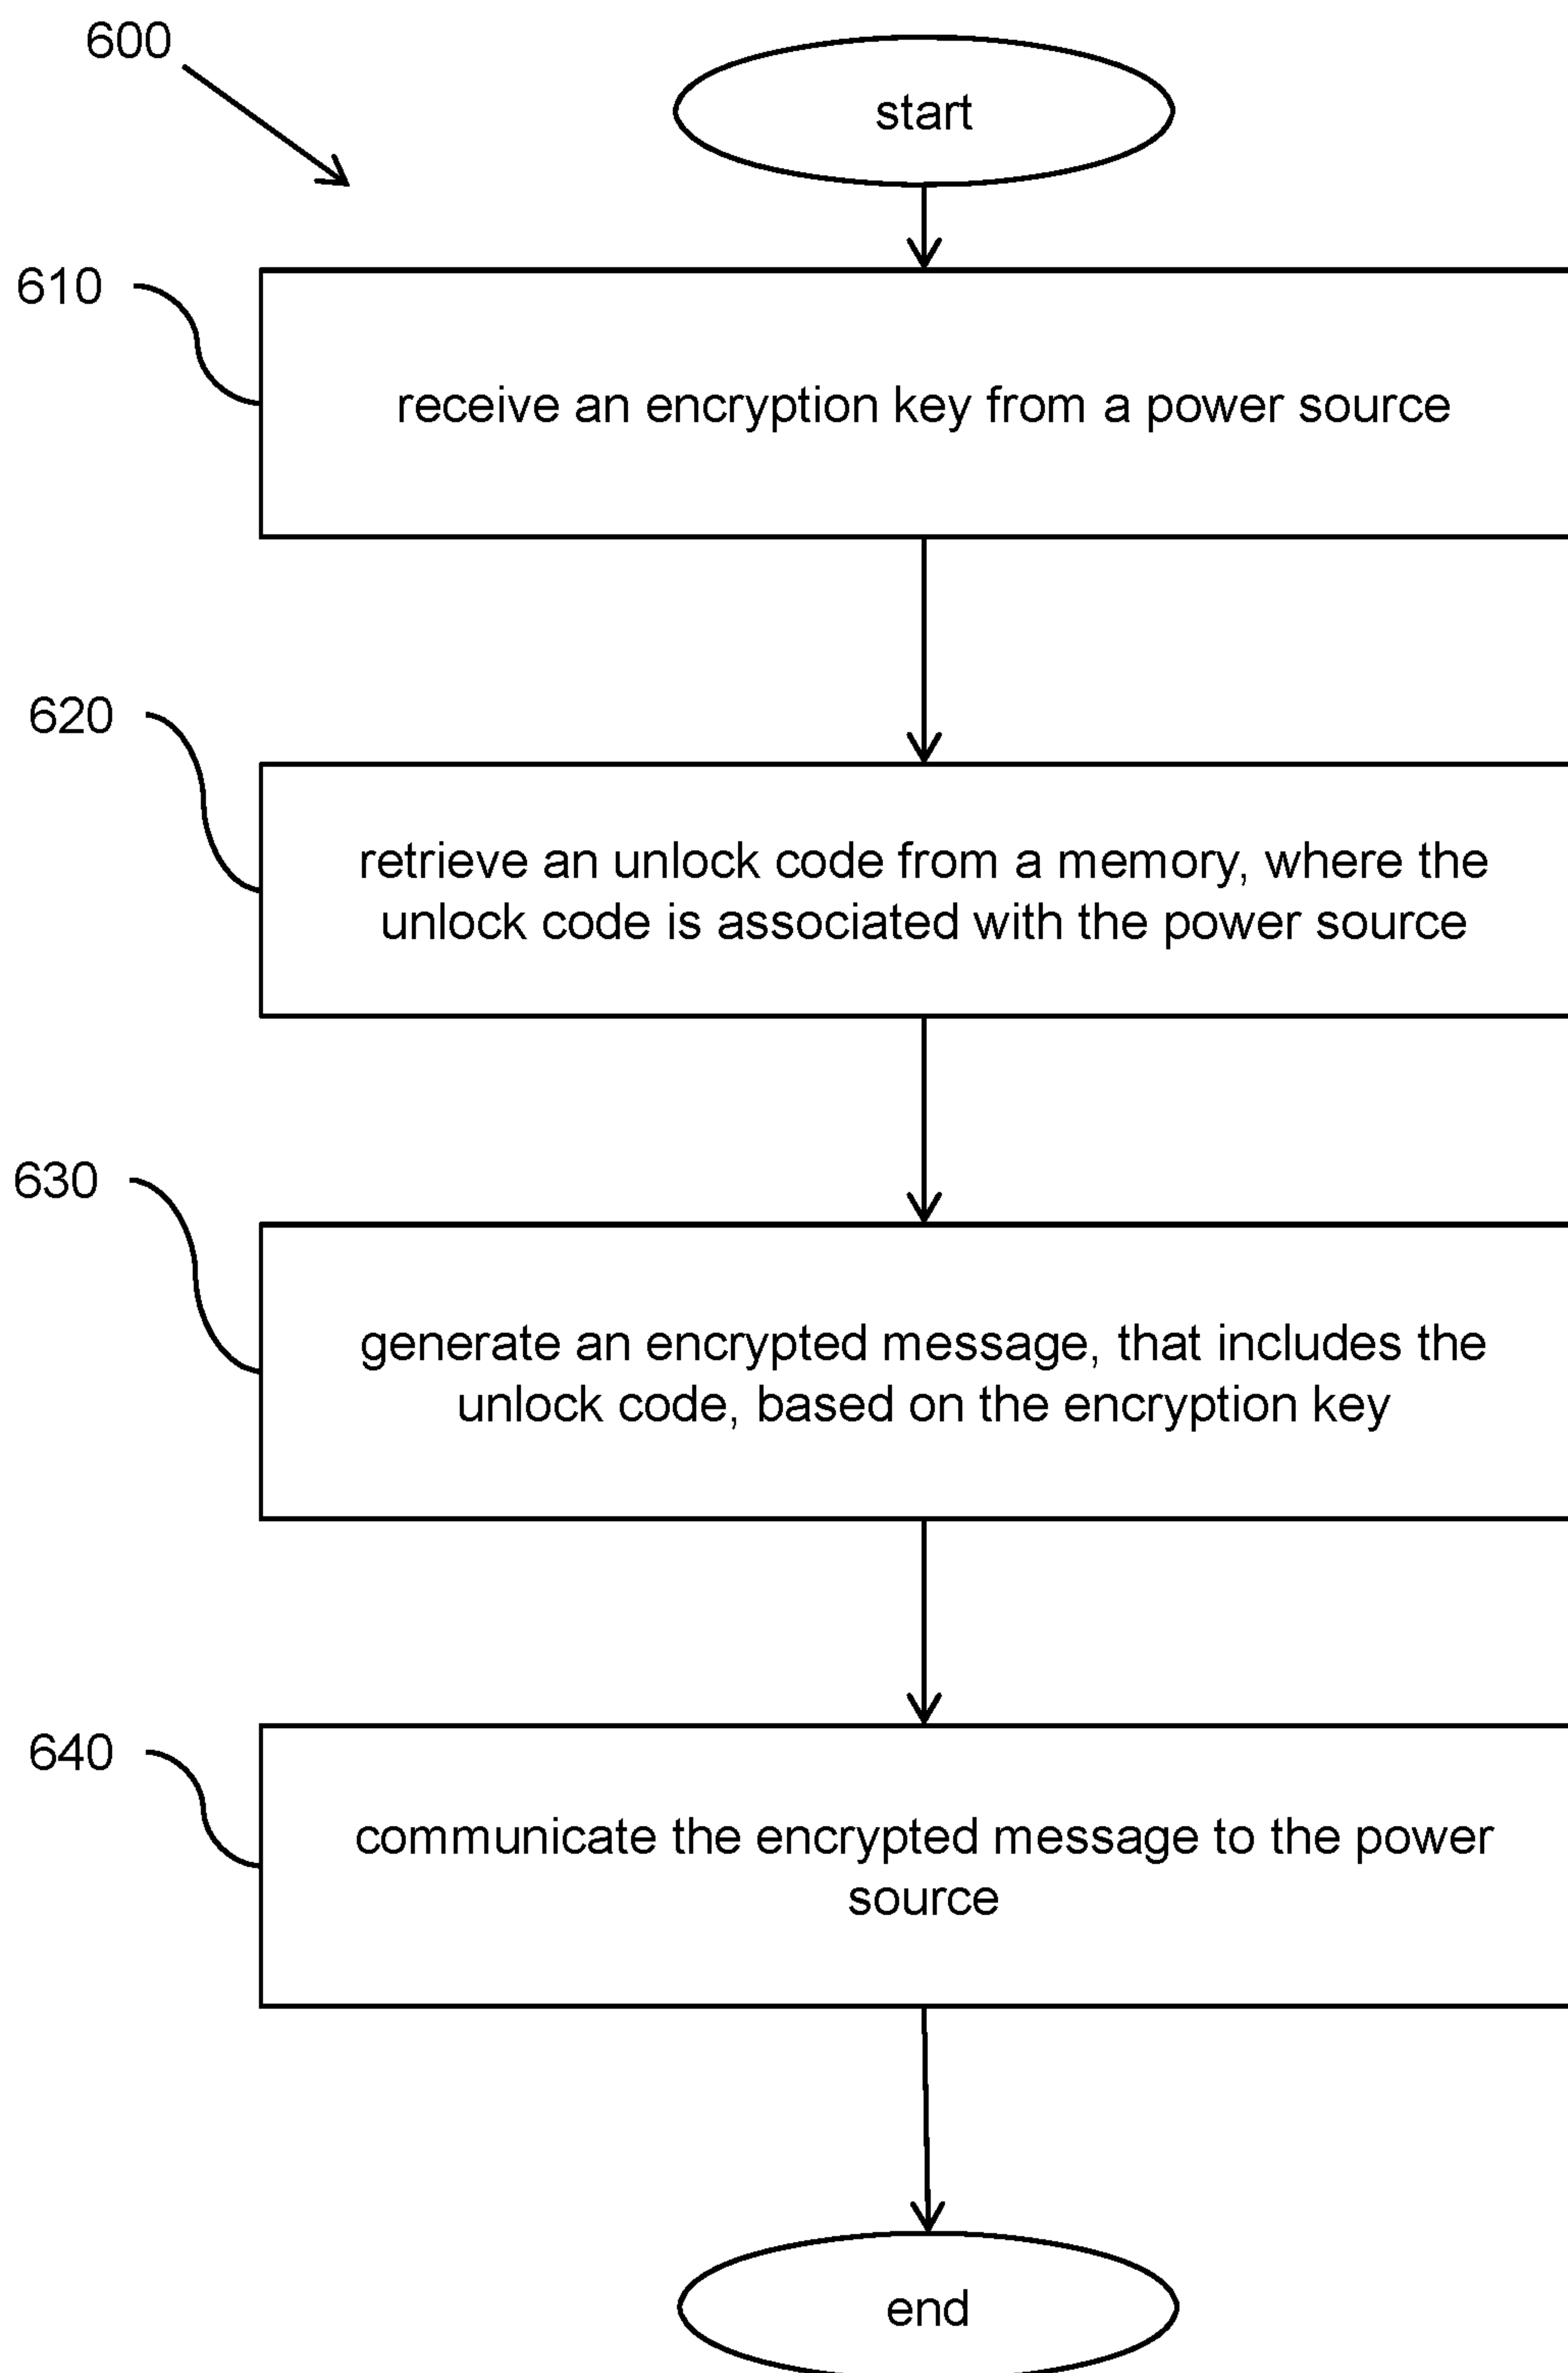 600
start
610
receive an encryption key from a power source
620
retrieve an unlock code from a memory, where the
unlock code is associated with the power source
630
generate an encrypted message, that includes the
unlock code, based on the encryption key
640
communicate the encrypted message to the power
source
end